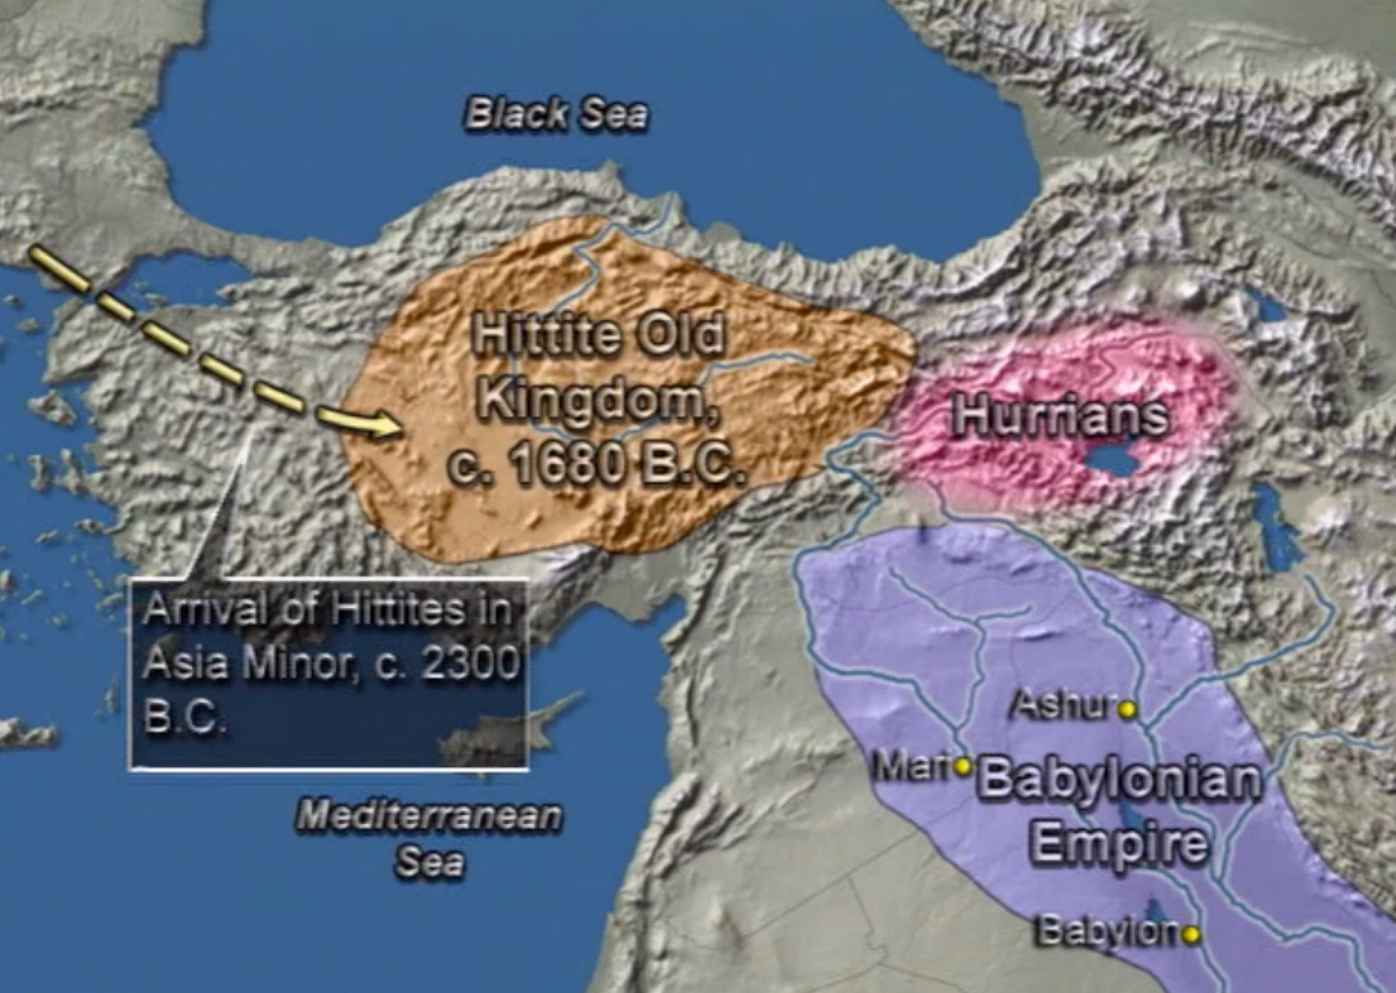 Black Sea
Hittite Old
Kingdom,
c. 1680 B.C.
Hurrians
Arrival of Hittites in
Asia Minor, c. 2300
B.C.
Ashur
Mari
Babylonian
Empire
Mediterranean
Sea
Babylon